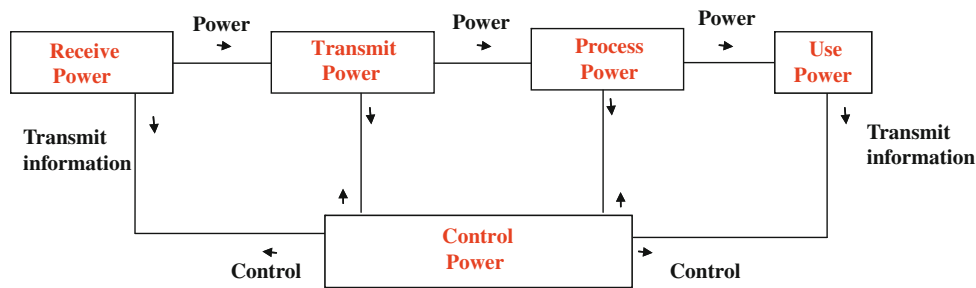 Power
Power
Power
Receive
Power
Transmit
Power
Process
Power
Use
Power
Transmit
information
Transmit
information
Control
Power
Control
Control